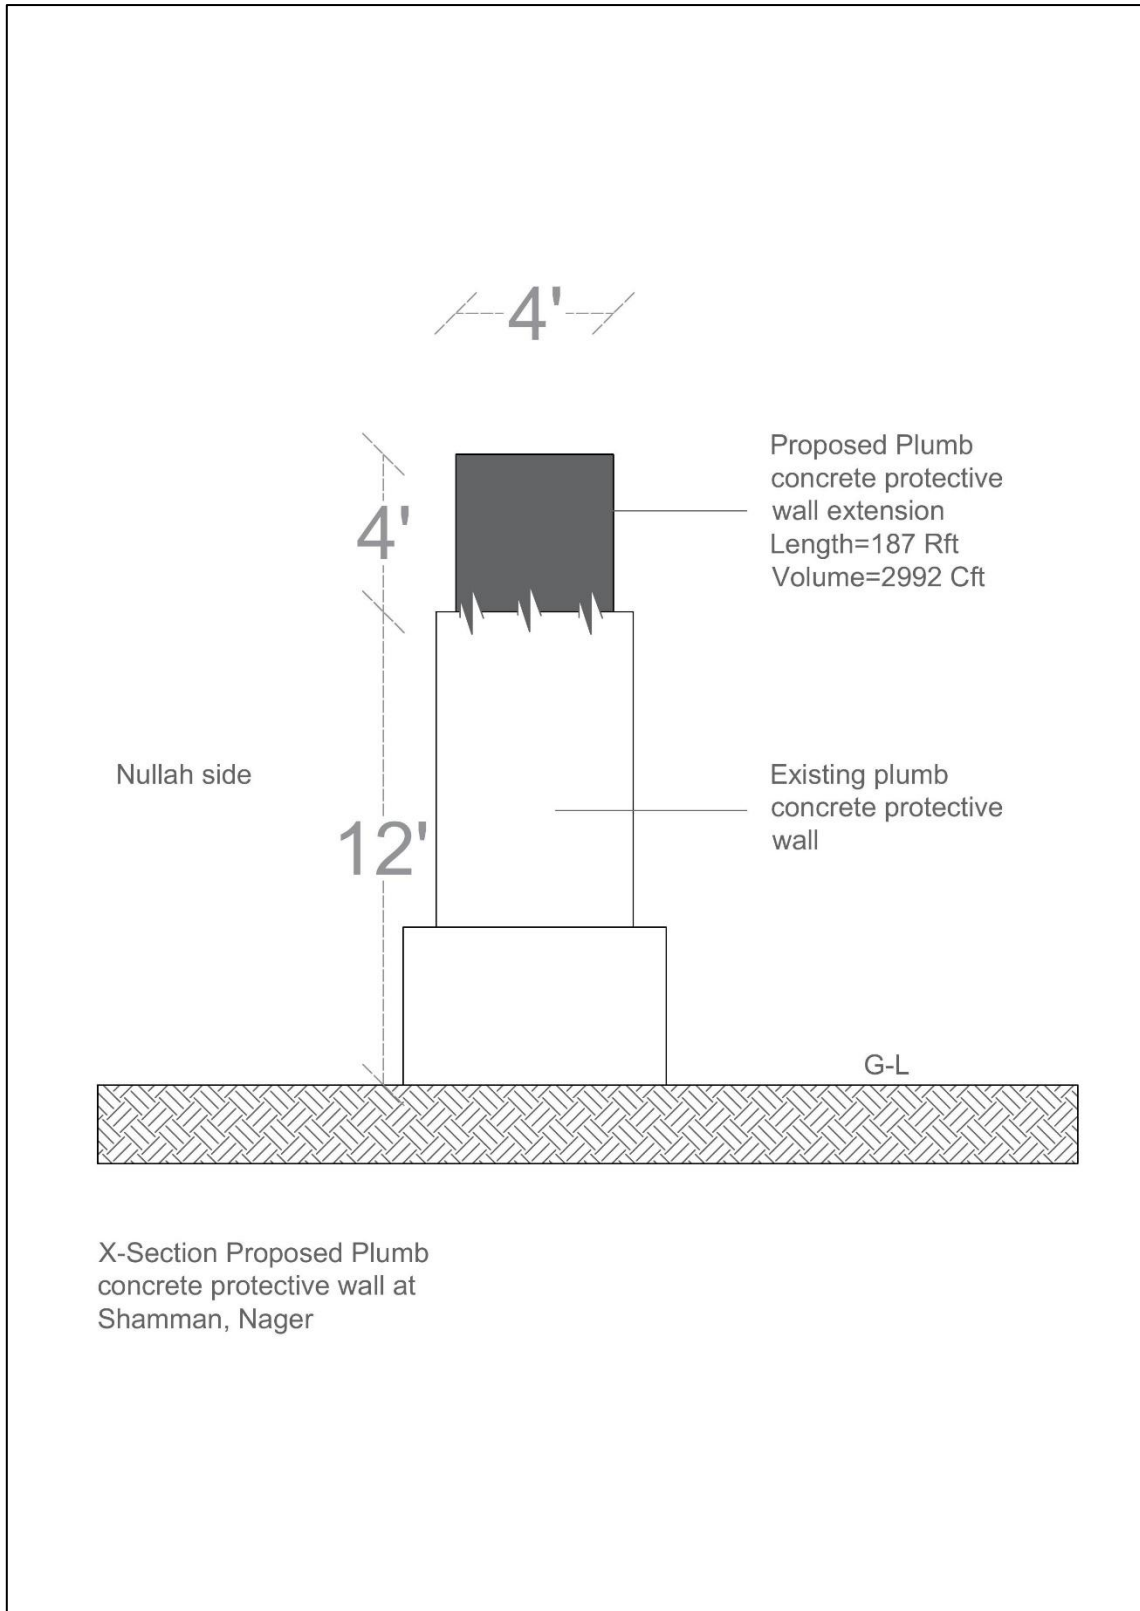 4'
Proposed Plumb
concrete protective
wall extension
Length=187 Rft
Volume=2992 Cft
4'
Nullah side
Existing plumb
concrete protective
wall
12'
G-L
X-Section Proposed Plumb
concrete protective wall at
Shamman, Nager